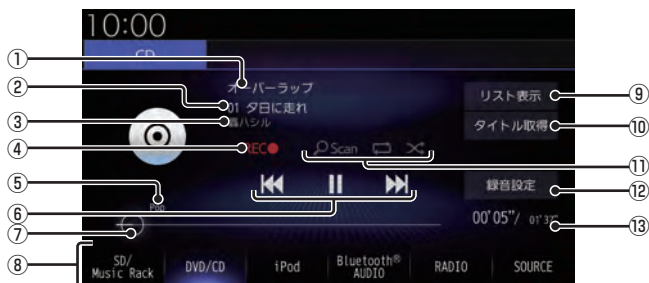 10:00
CD
① オーバーラップ
② 01 夕日に走れ
③ 轟ハシル
④ REC
Scan
⑤ Pop
⑥
⑦
⑧
リスト表示 ⑨
タイトル取得 ⑩
⑪
録音設定 ⑫
00'05"/ 01'37" ⑬
SD/
Music Rack
DVD/CD
iPod
Bluetooth®
AUDIO
RADIO
SOURCE